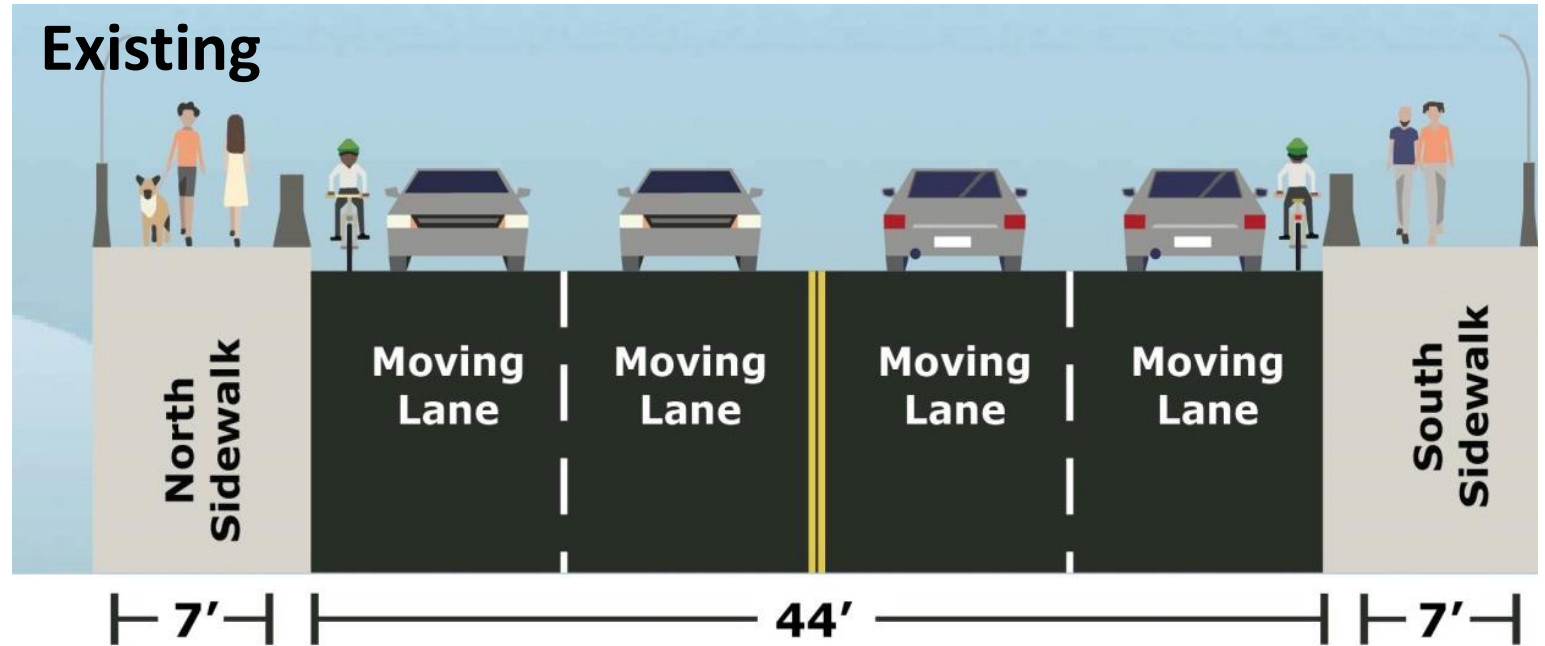 Existing
North
Sidewalk
Moving
Lane
Moving
Lane
Moving
Lane
Moving
Lane
South
Sidewalk
7′
44′
7′